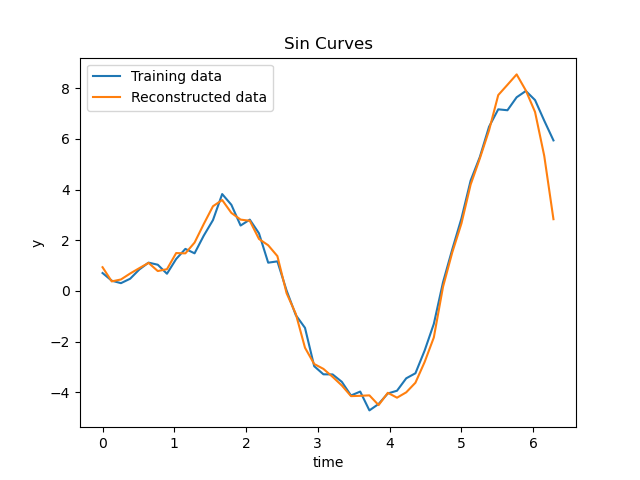 Sin Curves
Training data
Reconstructed data
8
6
4
2
0
−2
−4
y
0 1 2 3 4 5 6
time